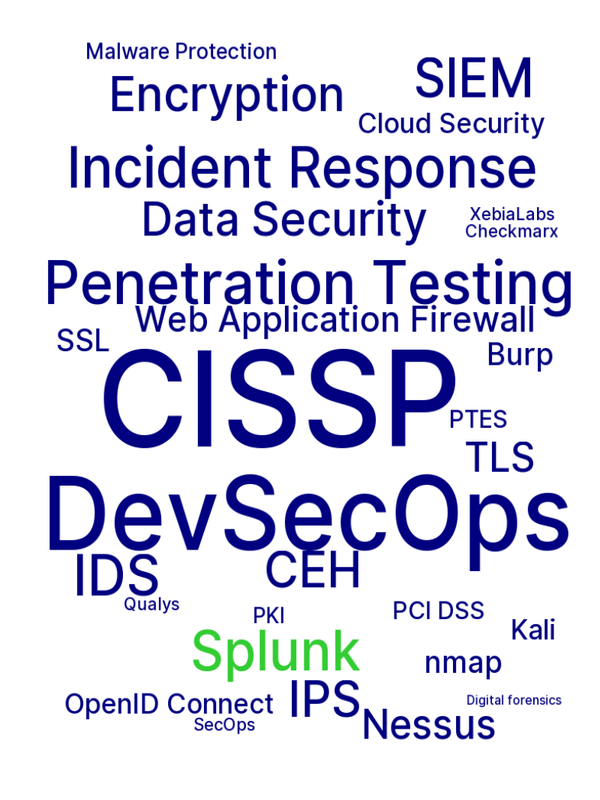 Malware Protection
SIEM
Encryption
Cloud Security
Incident Response
Data Security
XebiaLabs
Checkmarx
Penetration Testing
Web Application Firewall
SSL
Burp
CISSP
PTES
TLS
DevSecOps
IDS
CEH
Qualys
PKI
PCI DSS
Kali
Splunk
nmap
OpenID Connect
IPS
Digital forensics
SecOps
Nessus